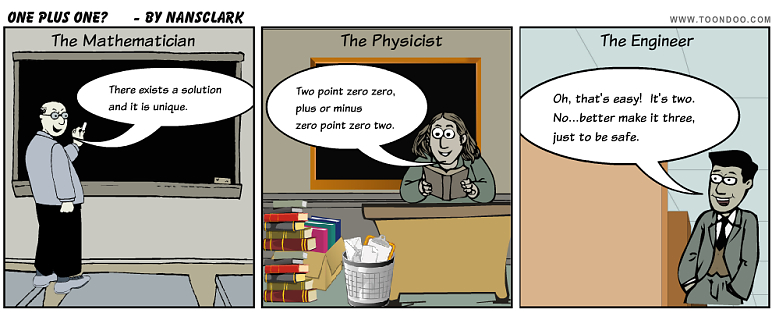 ONE PLUS ONE? - BY NANSCLARK
WWW.TOONDOO.COM
The Mathematician
There exists a solution
and it is unique.
The Physicist
Two point zero zero,
plus or minus
zero point zero two.
The Engineer
Oh, that's easy! It's two.
No...better make it three,
just to be safe.